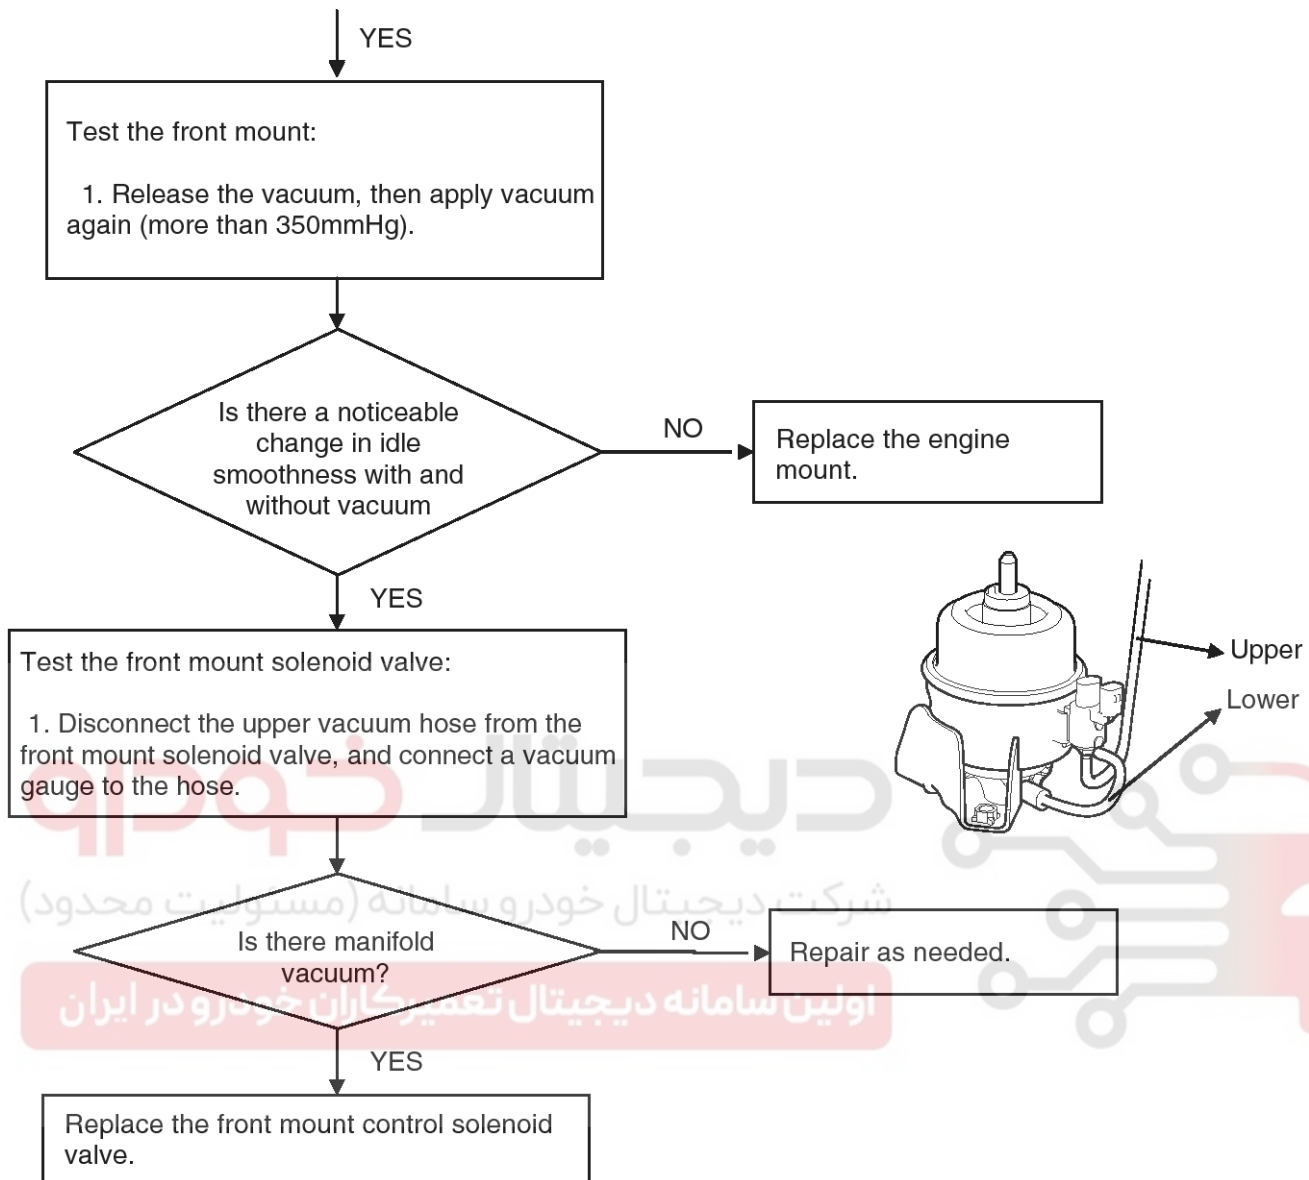 YES
Test the front mount:
1. Release the vacuum, then apply vacuum
again (more than 350mmHg).
Is there a noticeable
change in idle
smoothness with and
without vacuum
NO
Replace the engine
mount.
YES
Test the front mount solenoid valve:
1. Disconnect the upper vacuum hose from the
front mount solenoid valve, and connect a vacuum
gauge to the hose.
Upper
Lower
دیجیتال خودرو
شرکت دیجیتال خودرو سامانه (مسئولیت محدود)
Is there manifold
vacuum?
NO
Repair as needed.
اولین سامانه دیجیتال تعمیرکاران خودرو در ایران
YES
Replace the front mount control solenoid
valve.